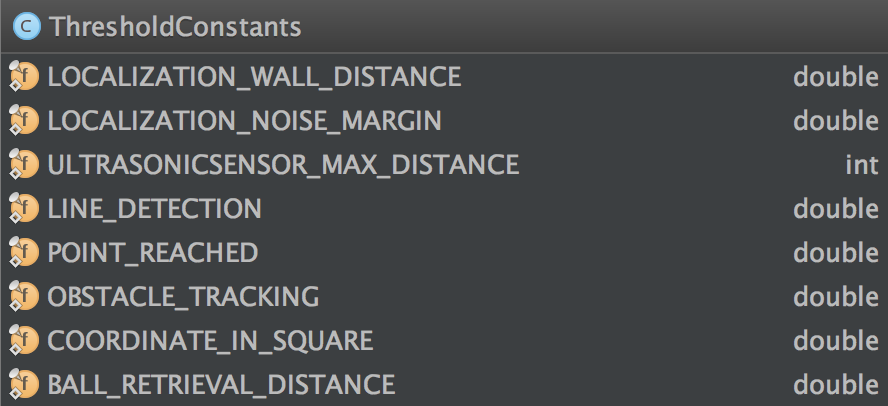 C ThresholdConstants
f LOCALIZATION_WALL_DISTANCE double
f LOCALIZATION_NOISE_MARGIN double
f ULTRASONICSENSOR_MAX_DISTANCE int
f LINE_DETECTION double
f POINT_REACHED double
f OBSTACLE_TRACKING double
f COORDINATE_IN_SQUARE double
f BALL_RETRIEVAL_DISTANCE double